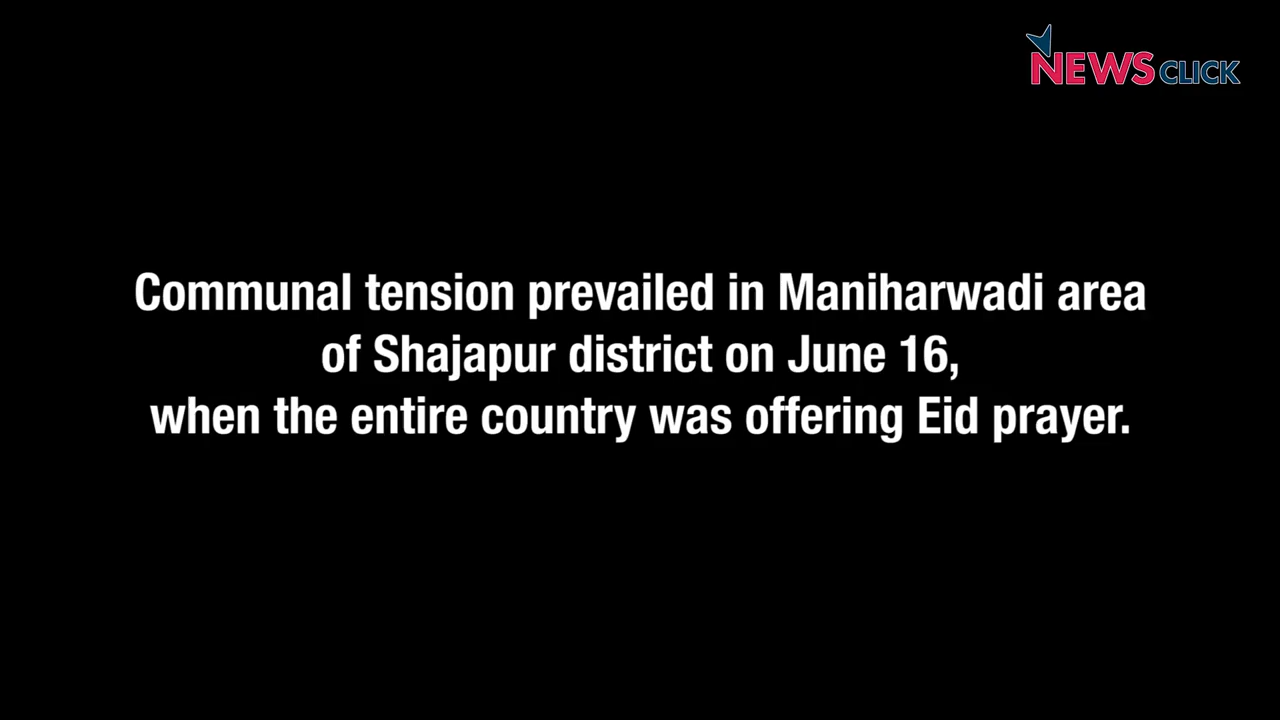 NEWSCLICK
Communal tension prevailed in Maniharwadi area
of Shajapur district on June 16,
when the entire country was offering Eid prayer.